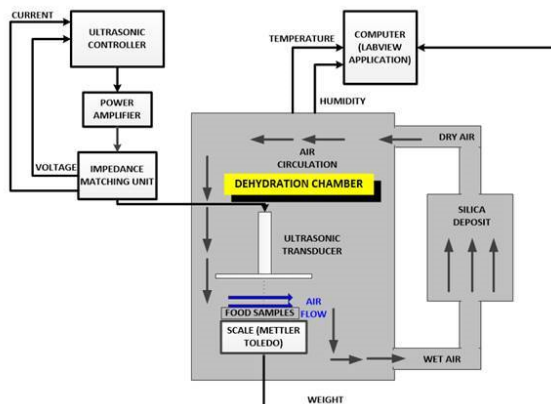 CURRENT
ULTRASONIC
CONTROLLER
POWER
AMPLIFIER
VOLTAGE
IMPEDANCE
MATCHING UNIT
TEMPERATURE
COMPUTER
(LABVIEW
APPLICATION)
HUMIDITY
AIR
CIRCULATION
DRY AIR
DEHYDRATION CHAMBER
SILICA
DEPOSIT
ULTRASONIC
TRANSDUCER
AIR
FLOW
FOOD SAMPLES
SCALE (METTLER
TOLEDO)
WET AIR
WEIGHT